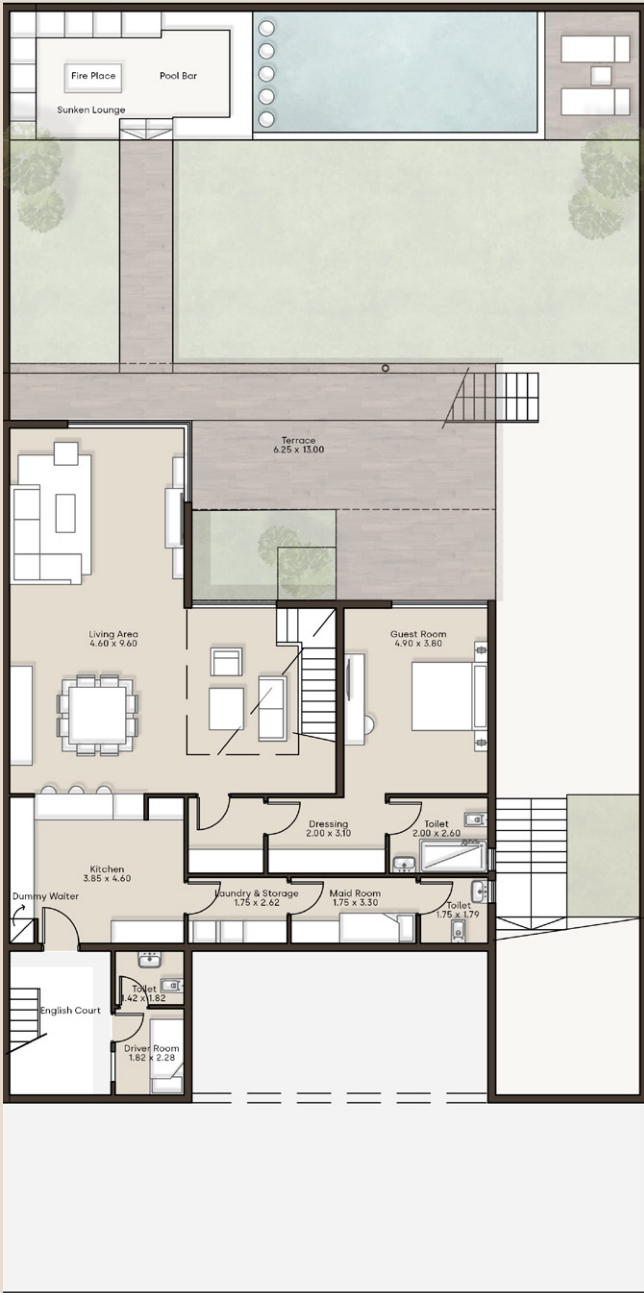 Fire Place
Pool Bar
Sunken Lounge
Terrace
6.25 x 13.00
Living Area
4.60 x 9.60
Guest Room
4.90 x 3.80
Dressing
2.00 x 3.10
Toilet
2.00 x 2.60
Kitchen
3.85 x 4.60
Dummy Waiter
Laundry & Storage
1.75 x 2.62
Maid Room
1.75 x 3.30
Toilet
1.75 x 1.79
Toilet
1.42 x 1.82
English Court
Driver Room
1.82 x 2.28